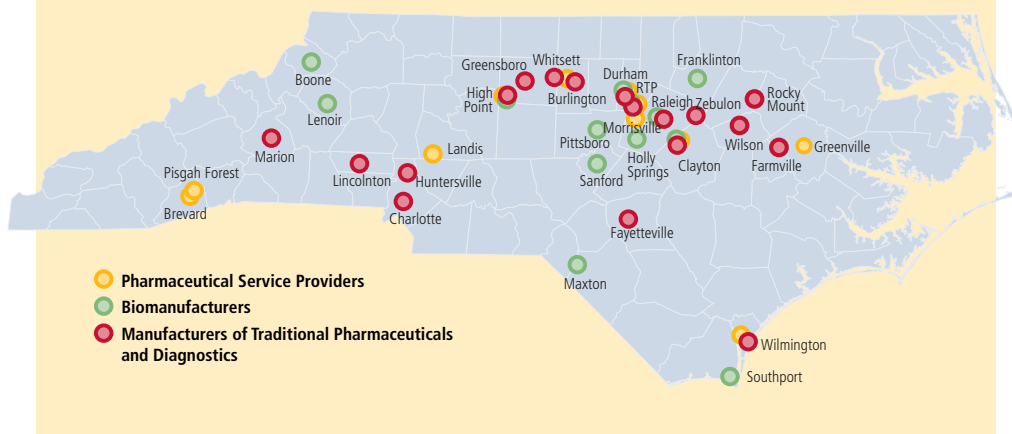 Boone
Lenoir
Marion
Pisgah Forest
Brevard
Lincolnton
Huntersville
Charlotte
Landis
High
Point
Greensboro
Whitsett
Burlington
Durham
RTP
Franklinton
Raleigh
Zebulon
Rocky
Mount
Morrisville
Pittsboro
Holly
Springs
Sanford
Clayton
Wilson
Farmville
Greenville
Fayetteville
Maxton
Wilmington
Southport
Pharmaceutical Service Providers
Biomanufacturers
Manufacturers of Traditional Pharmaceuticals
and Diagnostics